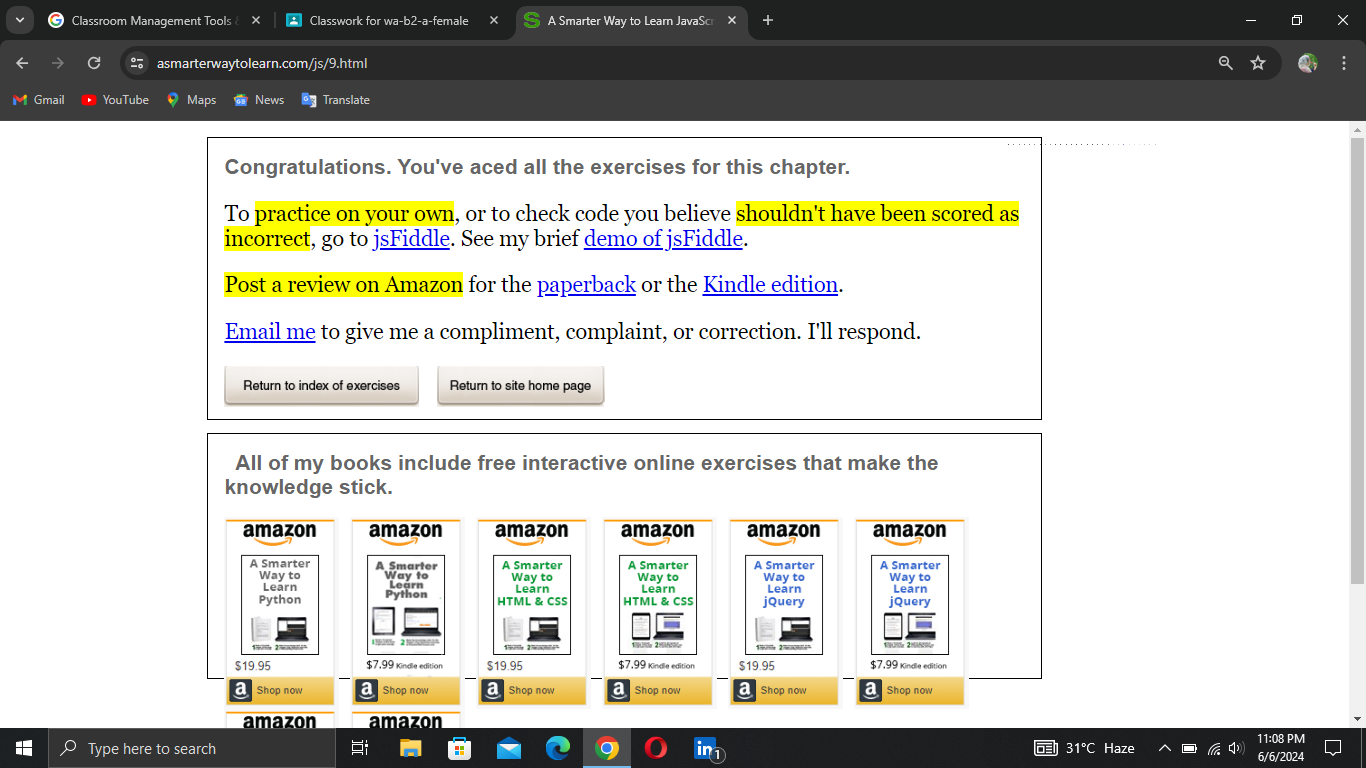 Classroom Management Tools &
Classwork for wa-b2-a-female
A Smarter Way to Learn JavaScr
asmarterwaytolearn.com/js/9.html
Gmail YouTube Maps News Translate
Congratulations. You've aced all the exercises for this chapter.
To practice on your own, or to check code you believe shouldn't have been scored as
incorrect, go to jsFiddle. See my brief demo of jsFiddle.
Post a review on Amazon for the paperback or the Kindle edition.
Email me to give me a compliment, complaint, or correction. I'll respond.
Return to index of exercises
Return to site home page
All of my books include free interactive online exercises that make the
knowledge stick.
amazon
A Smarter
Way to
Learn
Python
$19.95
Shop now
amazon
A Smarter
Way to
Learn
Python
$7.99 Kindle edition
Shop now
amazon
A Smarter
Way to
Learn
HTML & CSS
$19.95
Shop now
amazon
A Smarter
Way to
Learn
HTML & CSS
$7.99 Kindle edition
Shop now
amazon
A Smarter
Way to
Learn
jQuery
$19.95
Shop now
amazon
A Smarter
Way to
Learn
jQuery
$7.99 Kindle edition
Shop now
amazon
amazon
Type here to search
31°C Haze
11:08 PM
6/6/2024